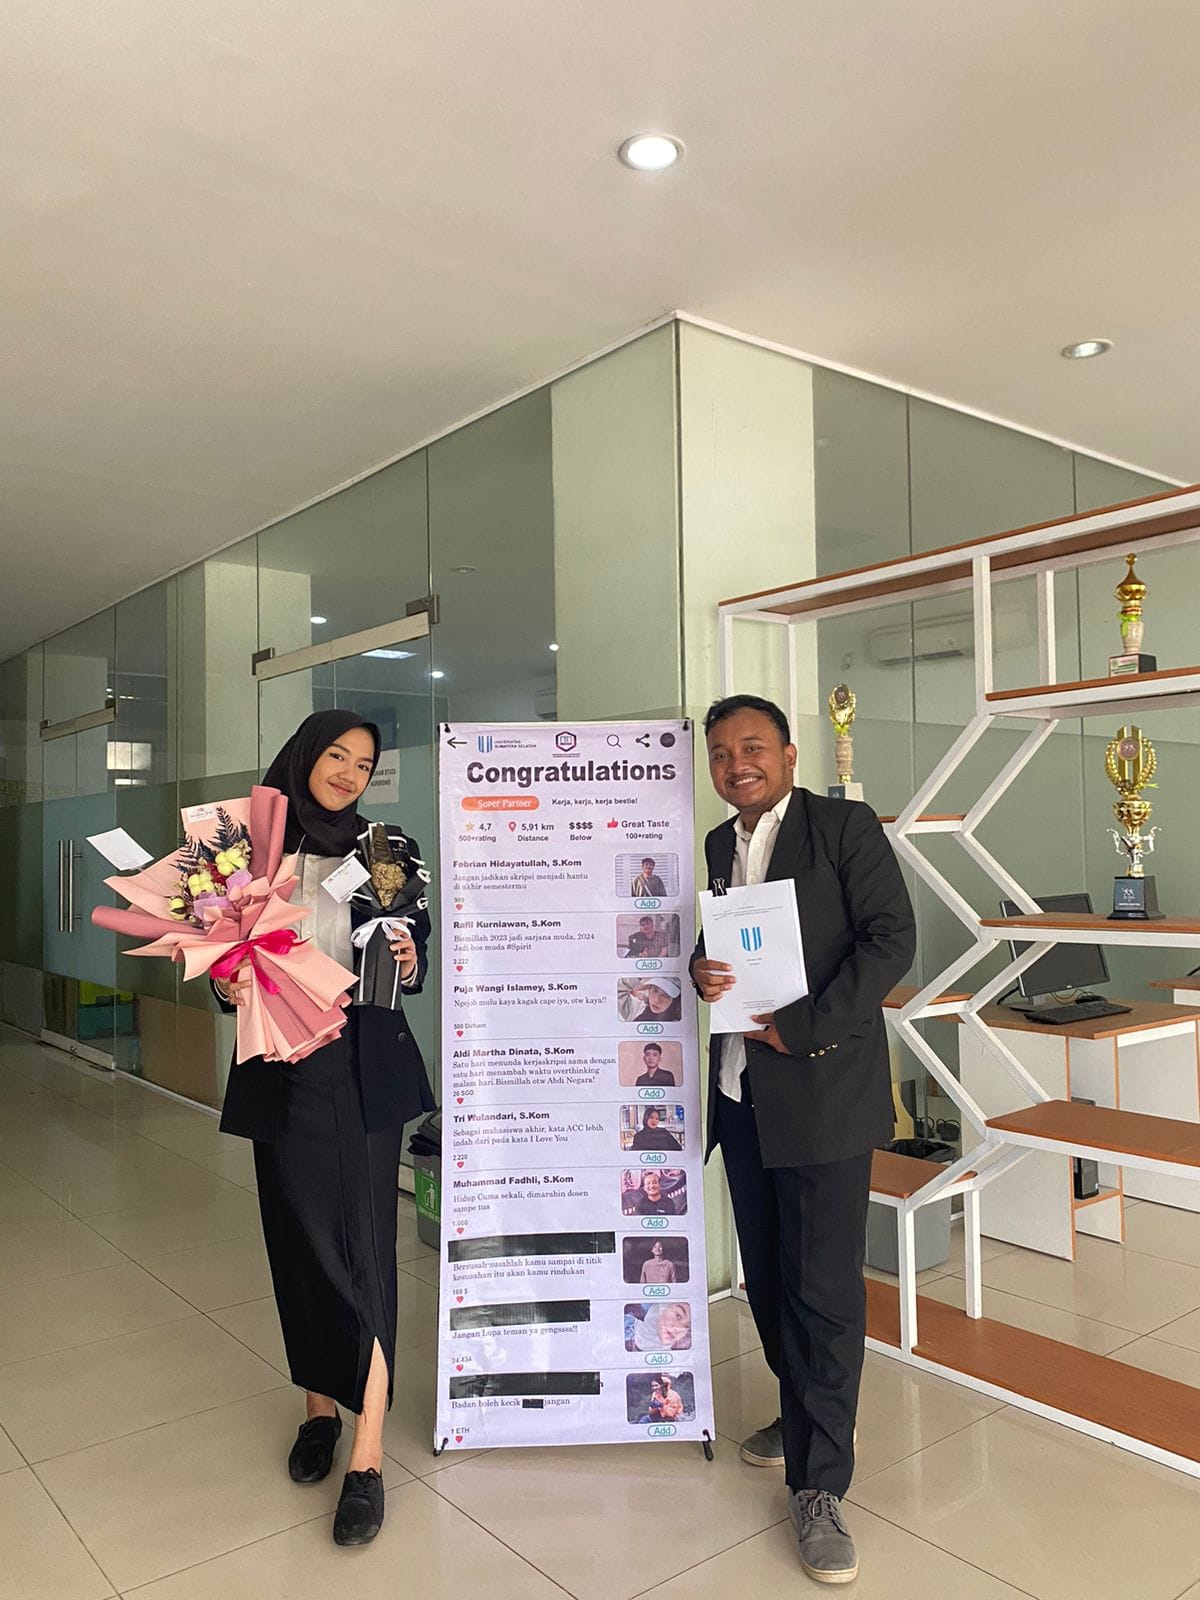 UNIVERSITAS
SUMATERA SELATAN
Congratulations
Super Partner
Kerja, kerja, kerja bestie!
4,7
500+rating
5,91 km
Distance
$$$$
Below
Great Taste
100+rating
Febrian Hidayatullah, S.Kom
Jangan jadikan skripsi menjadi hantu
di akhir semestermu
999
Add
Rafli Kurniawan, S.Kom
Bismillah 2023 jadi sarjana muda, 2024
Jadi bos muda #Spirit
2.222
Add
Puja Wangi Islamey, S.Kom
Ngejob mulu kaya kagak cape iya, otw kaya!!
500 Dirham
Add
Aldi Martha Dinata, S.Kom
Satu hari menunda kerjaskripsi sama dengan
satu hari menambah waktu overthinking
malam hari.Bismillah otw Abdi Negara!
20 SGD
Add
Tri Wulandari, S.Kom
Sebagai mahasiswa akhir, kata ACC lebih
indah dari pada kata I Love You
2.220
Add
Muhammad Fadhli, S.Kom
Hidup Cuma sekali, dimarahin dosen
sampe tua
1.000
Add
Bersusah-susahlah kamu sampai di titik
kesusahan itu akan kamu rindukan
168 $
Add
Jangan Lupa teman ya gengssss!!
24.434
Add
Badan boleh kecik jangan
1 ETH
Add